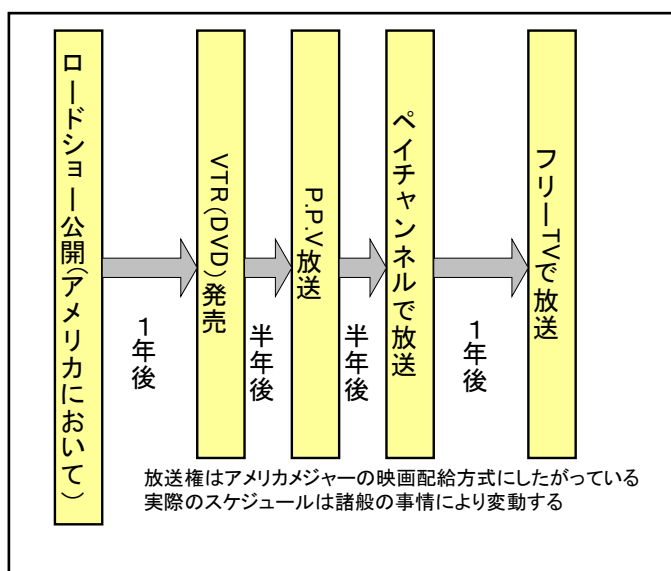 ロードショー公開(アメリカにおいて)
1年後
VTR(DVD)発売
半年後
P.P.V放送
半年後
ペイチャンネルで放送
1年後
フリーTVで放送
放送権はアメリカメジャーの映画配給方式にしたがっている
実際のスケジュールは諸般の事情により変動する